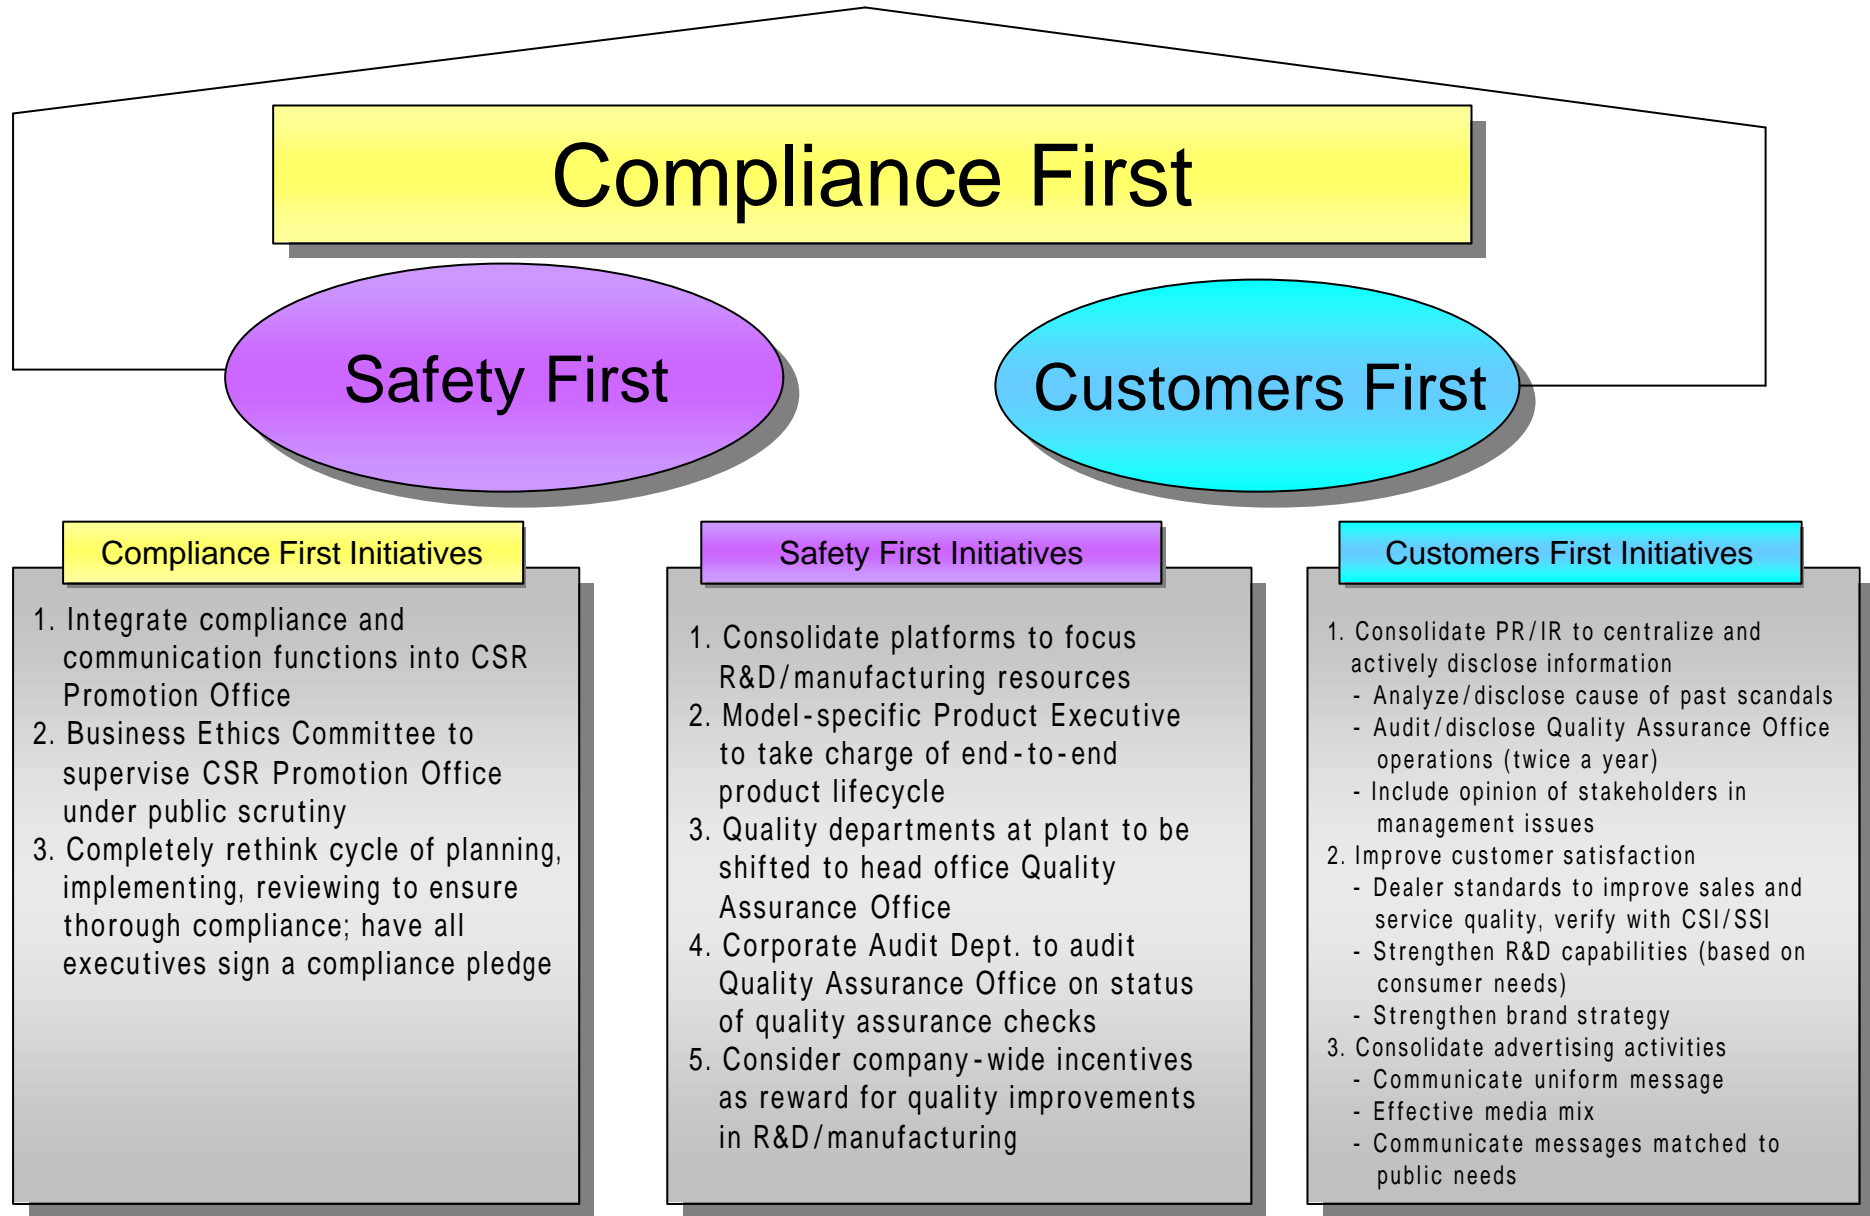 Compliance First
Safety First
Customers First
Compliance First Initiatives
1. Integrate compliance and
communication functions into CSR
Promotion Office
2. Business Ethics Committee to
supervise CSR Promotion Office
under public scrutiny
3. Completely rethink cycle of planning,
implementing, reviewing to ensure
thorough compliance; have all
executives sign a compliance pledge
Safety First Initiatives
1. Consolidate platforms to focus
R&D/manufacturing resources
2. Model-specific Product Executive
to take charge of end-to-end
product lifecycle
3. Quality departments at plant to be
shifted to head office Quality
Assurance Office
4. Corporate Audit Dept. to audit
Quality Assurance Office on status
of quality assurance checks
5. Consider company-wide incentives
as reward for quality improvements
in R&D/manufacturing
Customers First Initiatives
1. Consolidate PR/IR to centralize and
actively disclose information
- Analyze/disclose cause of past scandals
- Audit/disclose Quality Assurance Office
operations (twice a year)
- Include opinion of stakeholders in
management issues
2. Improve customer satisfaction
- Dealer standards to improve sales and
service quality, verify with CSI/SSI
- Strengthen R&D capabilities (based on
consumer needs)
- Strengthen brand strategy
3. Consolidate advertising activities
- Communicate uniform message
- Effective media mix
- Communicate messages matched to
public needs